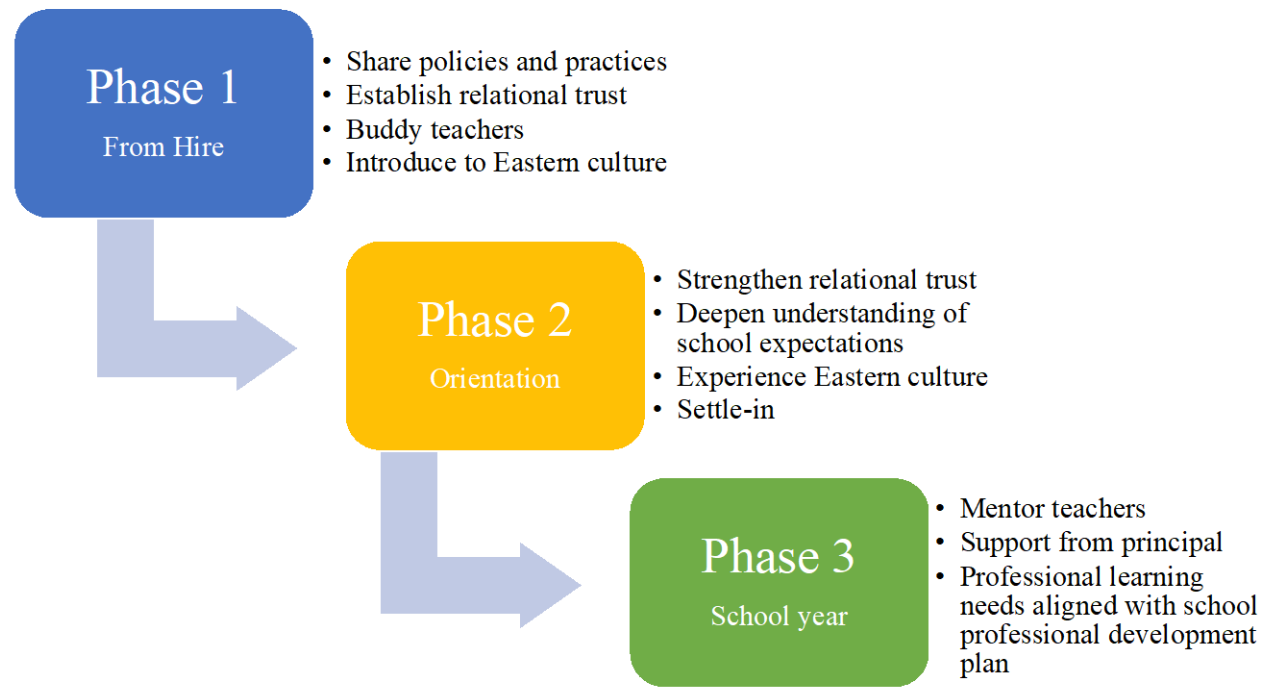 Phase 1
From Hire
• Share policies and practices
• Establish relational trust
• Buddy teachers
• Introduce to Eastern culture
Phase 2
Orientation
• Strengthen relational trust
• Deepen understanding of
school expectations
• Experience Eastern culture
• Settle-in
Phase 3
School year
• Mentor teachers
• Support from principal
• Professional learning
needs aligned with school
professional development
plan